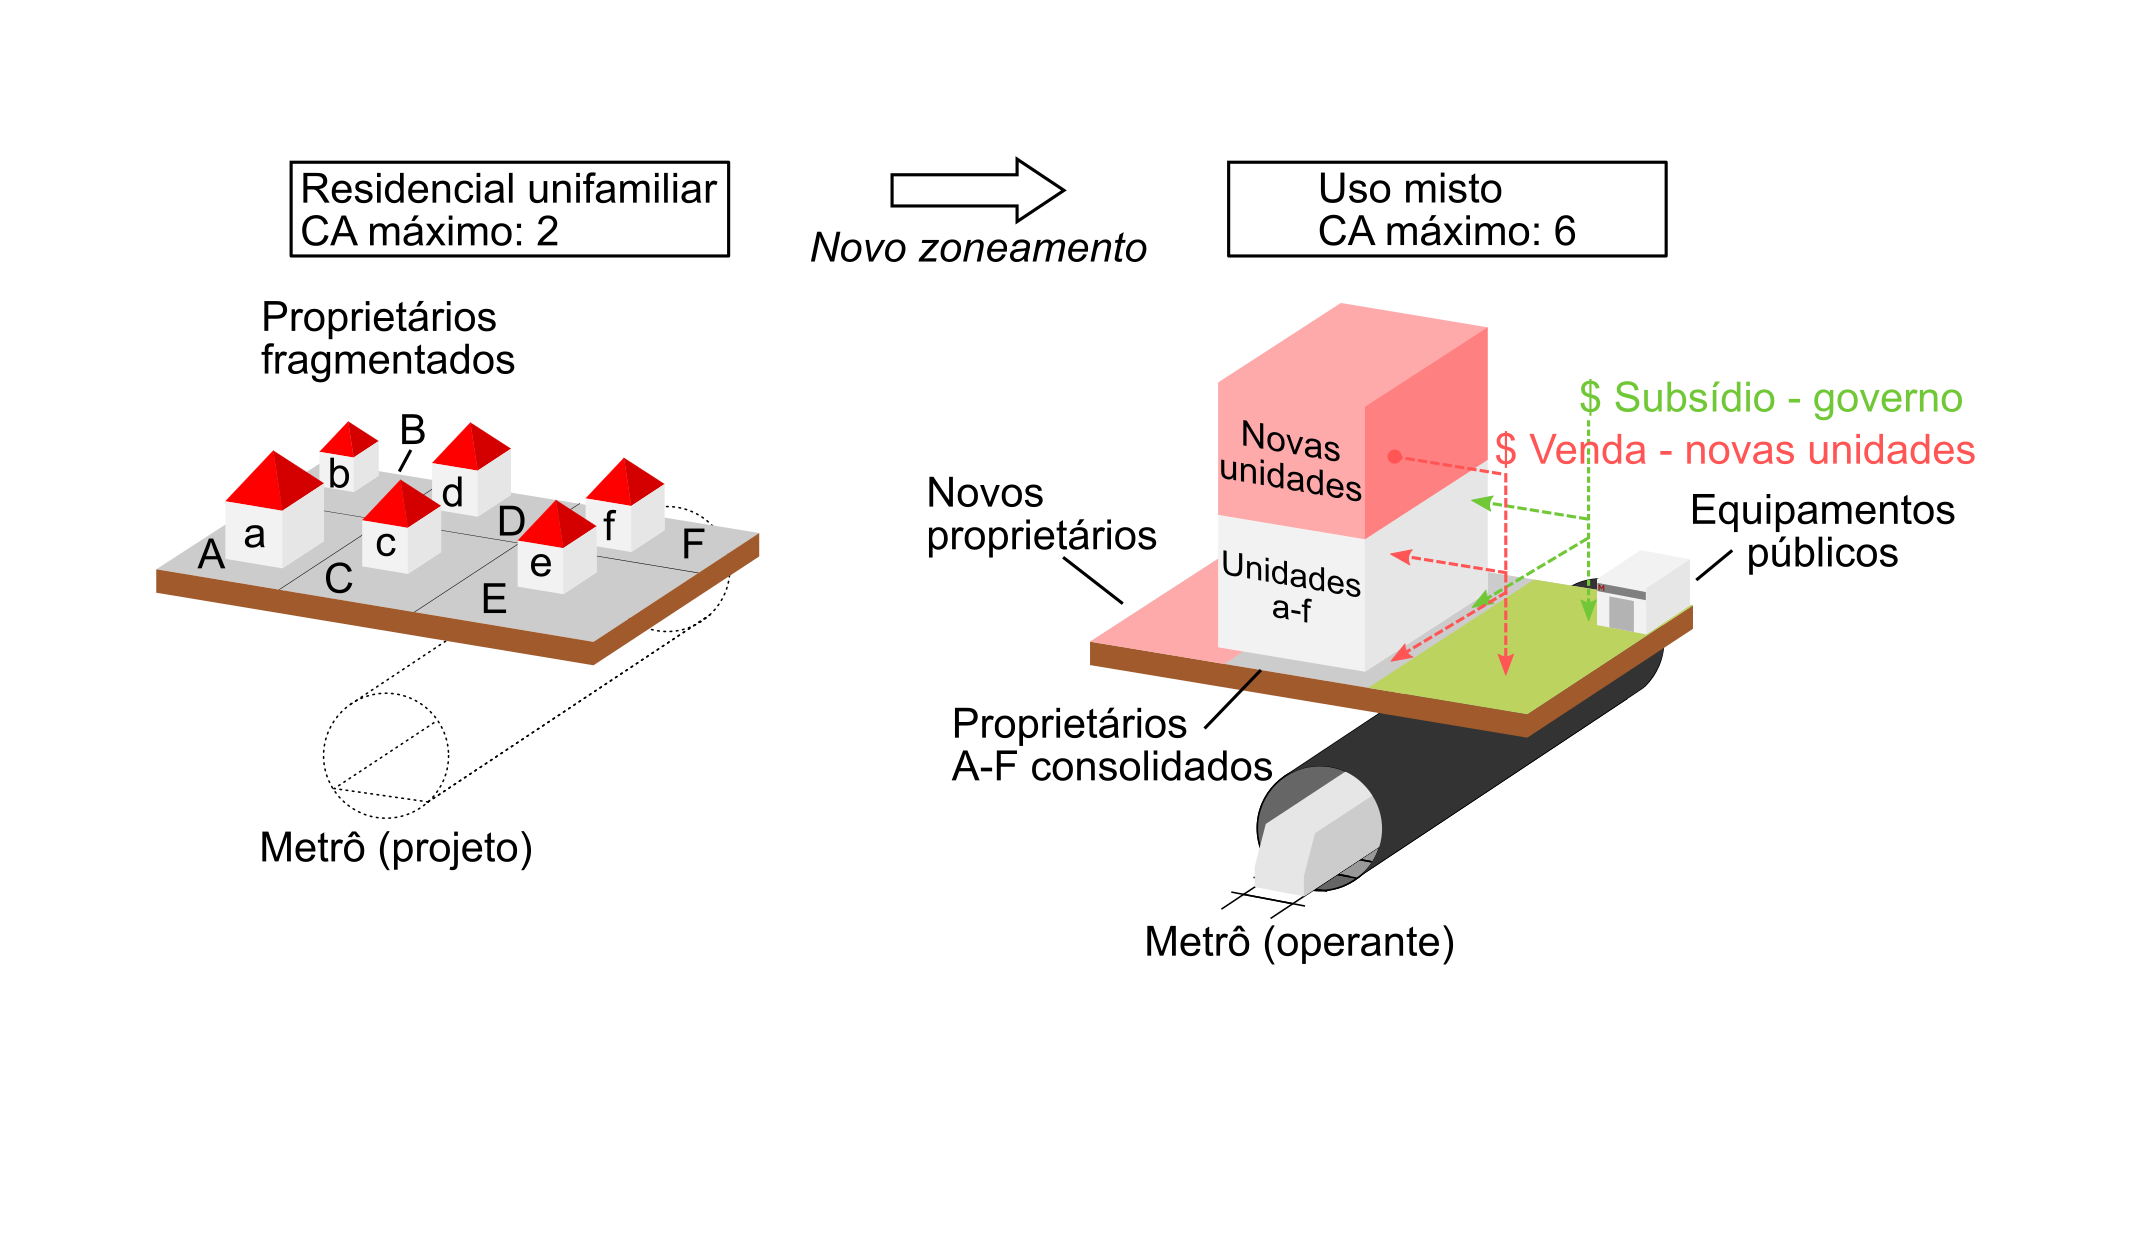 Residencial unifamiliar
CA máximo: 2
Novo zoneamento
Uso misto
CA máximo: 6
Proprietários
fragmentados
A
a
b
B
C
c
d
D
E
e
f
F
Metrô (projeto)
$ Subsídio - governo
$ Venda - novas unidades
Novas
unidades
Unidades
a-f
Novos
proprietários
Equipamentos
públicos
M
Proprietários
A-F consolidados
Metrô (operante)